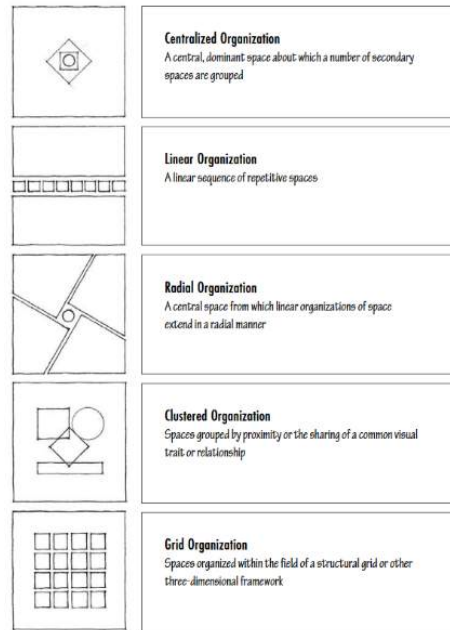 Centralized Organization
A central, dominant space about which a number of secondary
spaces are grouped
Linear Organization
A linear sequence of repetitive spaces
Radial Organization
A central space from which linear organizations of space
extend in a radial manner
Clustered Organization
Spaces grouped by proximity or the sharing of a common visual
trait or relationship
Grid Organization
Spaces organized within the field of a structural grid or other
three-dimensional framework